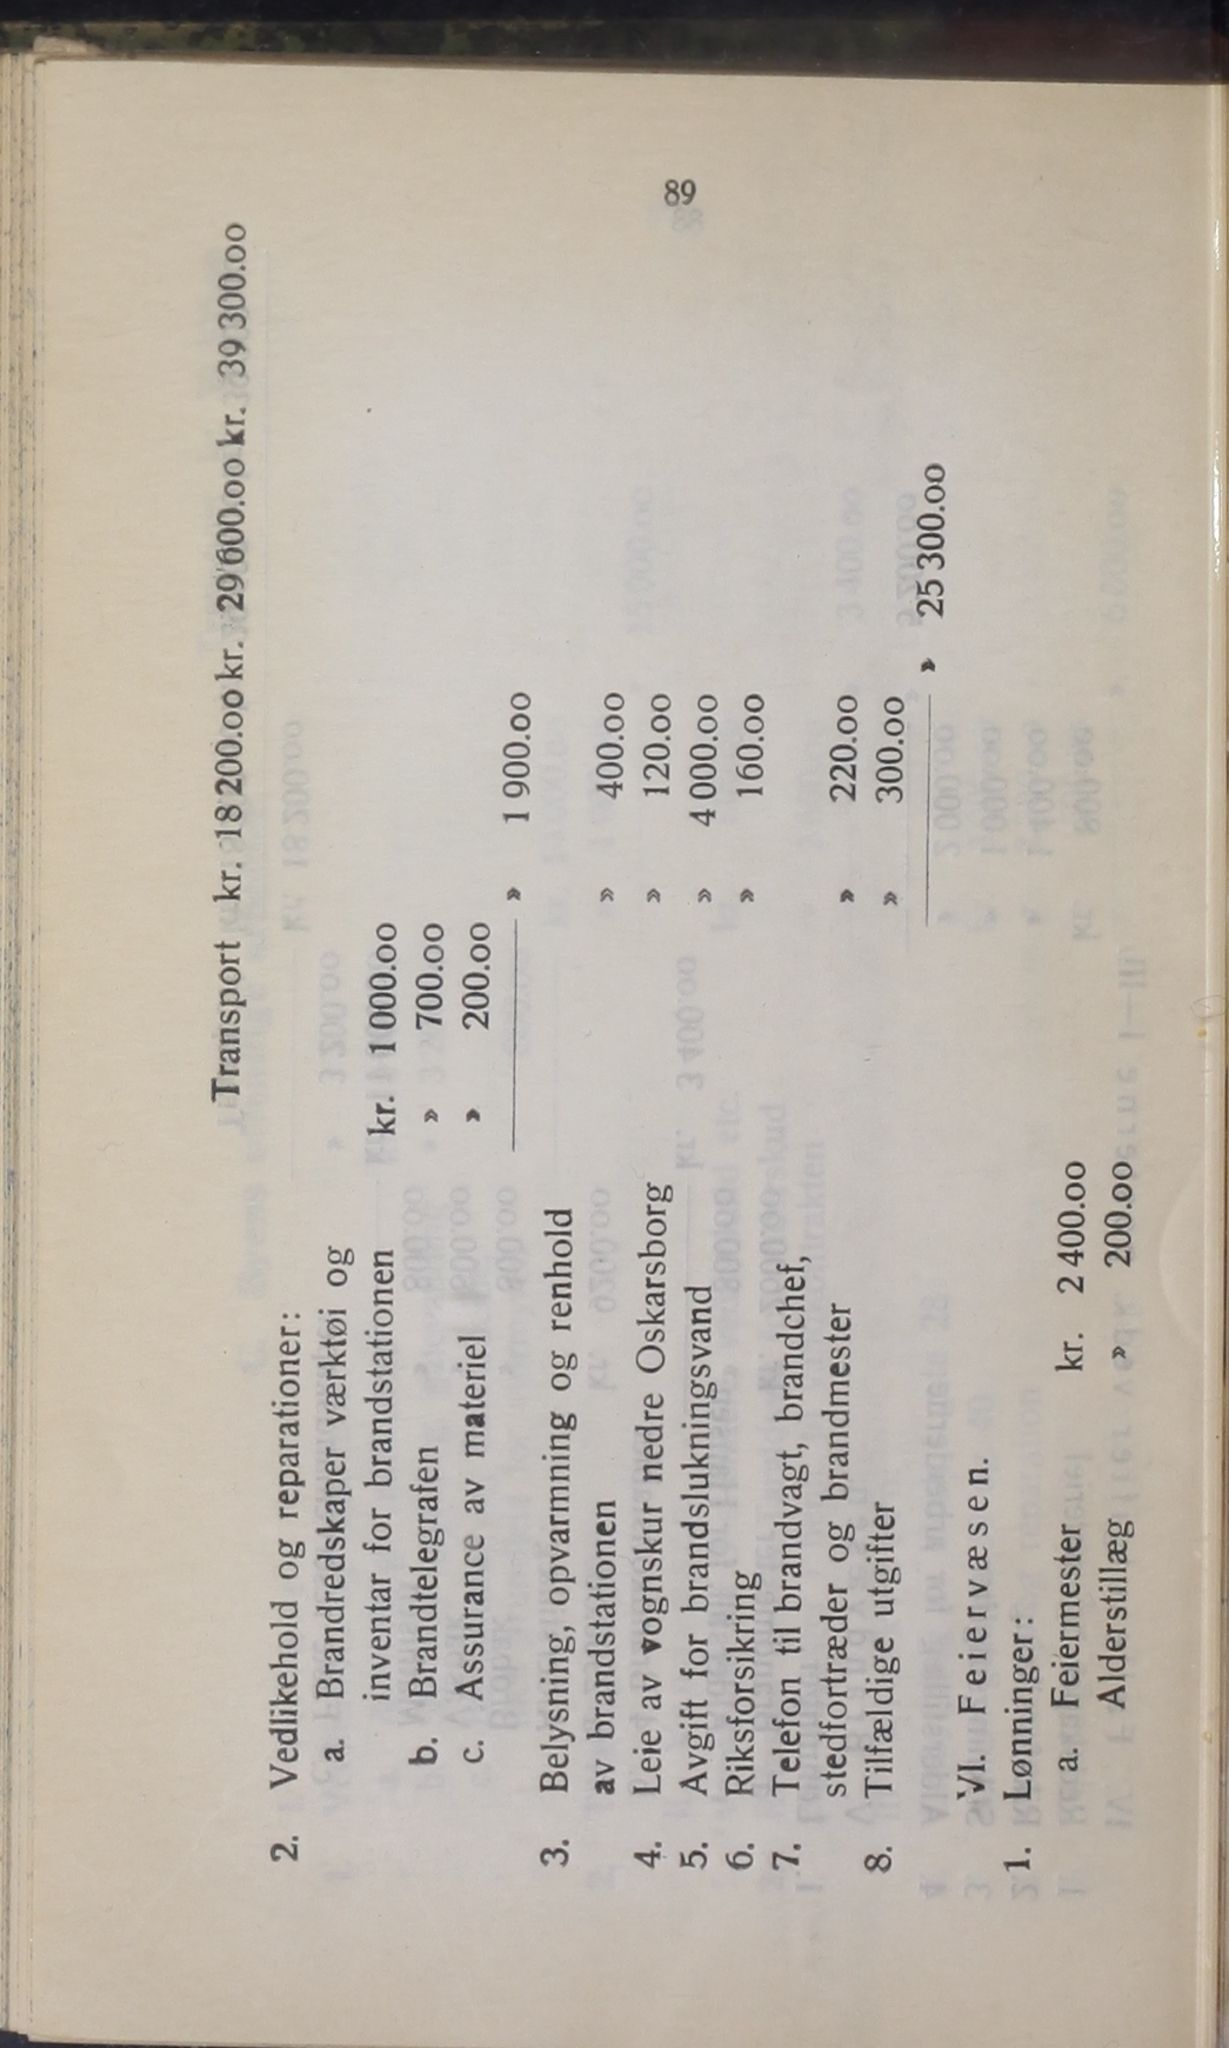 89
Transport kr. 18 200.00 kr. 29 600.00 kr. 39 300.00
2. Vedlikehold og reparationer:
a. Brandredskaper værktøi og
inventar for brandstationen kr. 1 000.00
b. Brandtelegrafen » 700.00
c. Assurance av materiel » 200.00
» 1 900.00
3. Belysning, opvarmning og renhold
av brandstationen » 400.00
4. Leie av vognskur nedre Oskarsborg » 120.00
5. Avgift for brandslukningsvand » 4 000.00
6. Riksforsikring » 160.00
7. Telefon til brandvagt, brandchef,
stedfortræder og brandmester » 220.00
8. Tilfældige utgifter » 300.00
» 25 300.00
VI. Feiervæsen.
1. Lønninger:
a. Feiermester kr. 2 400.00
Alderstillæg » 200.00